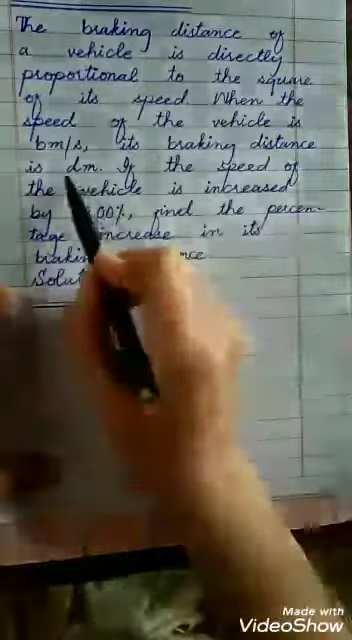 The braking distance of
a vehicle is directly
proportional to the square
of its speed. When the
speed of the vehicle is
bm/s, its braking distance
is dm. If the speed of
the vehicle is increased
by 00%, find the percen-
tage increase in its
Made with
VideoShow